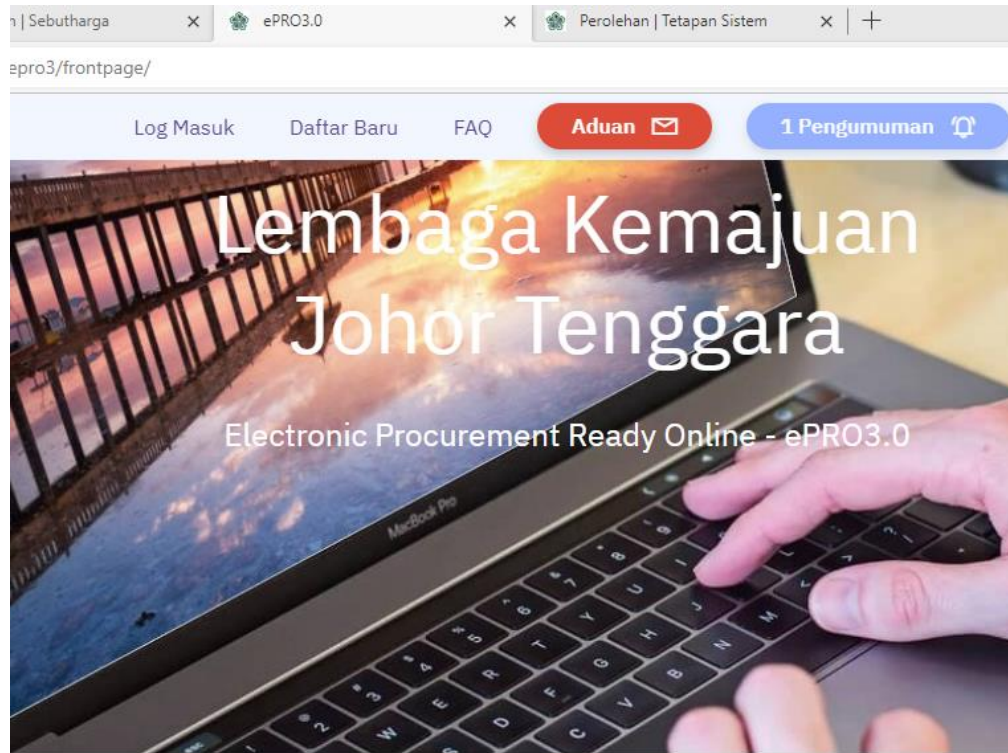 n | Sebutharga
ePRO3.0
Perolehan | Tetapan Sistem
epro3/frontpage/
Log Masuk
Daftar Baru
FAQ
Aduan
1 Pengumuman
Lembaga Kemajuan
Johor Tenggara
Electronic Procurement Ready Online - ePRO3.0
MacBook Pro